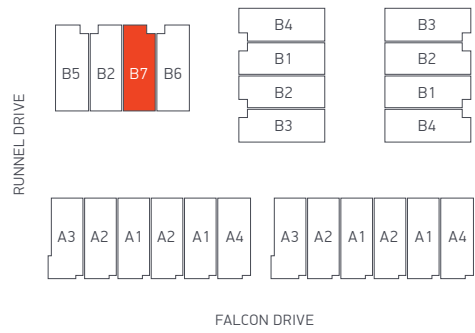 B4
B1
B2
B3
B3
B2
B1
B4
B5 B2 B7 B6
RUNNEL DRIVE
A3 A2 A1 A2 A1 A4
A3 A2 A1 A2 A1 A4
FALCON DRIVE